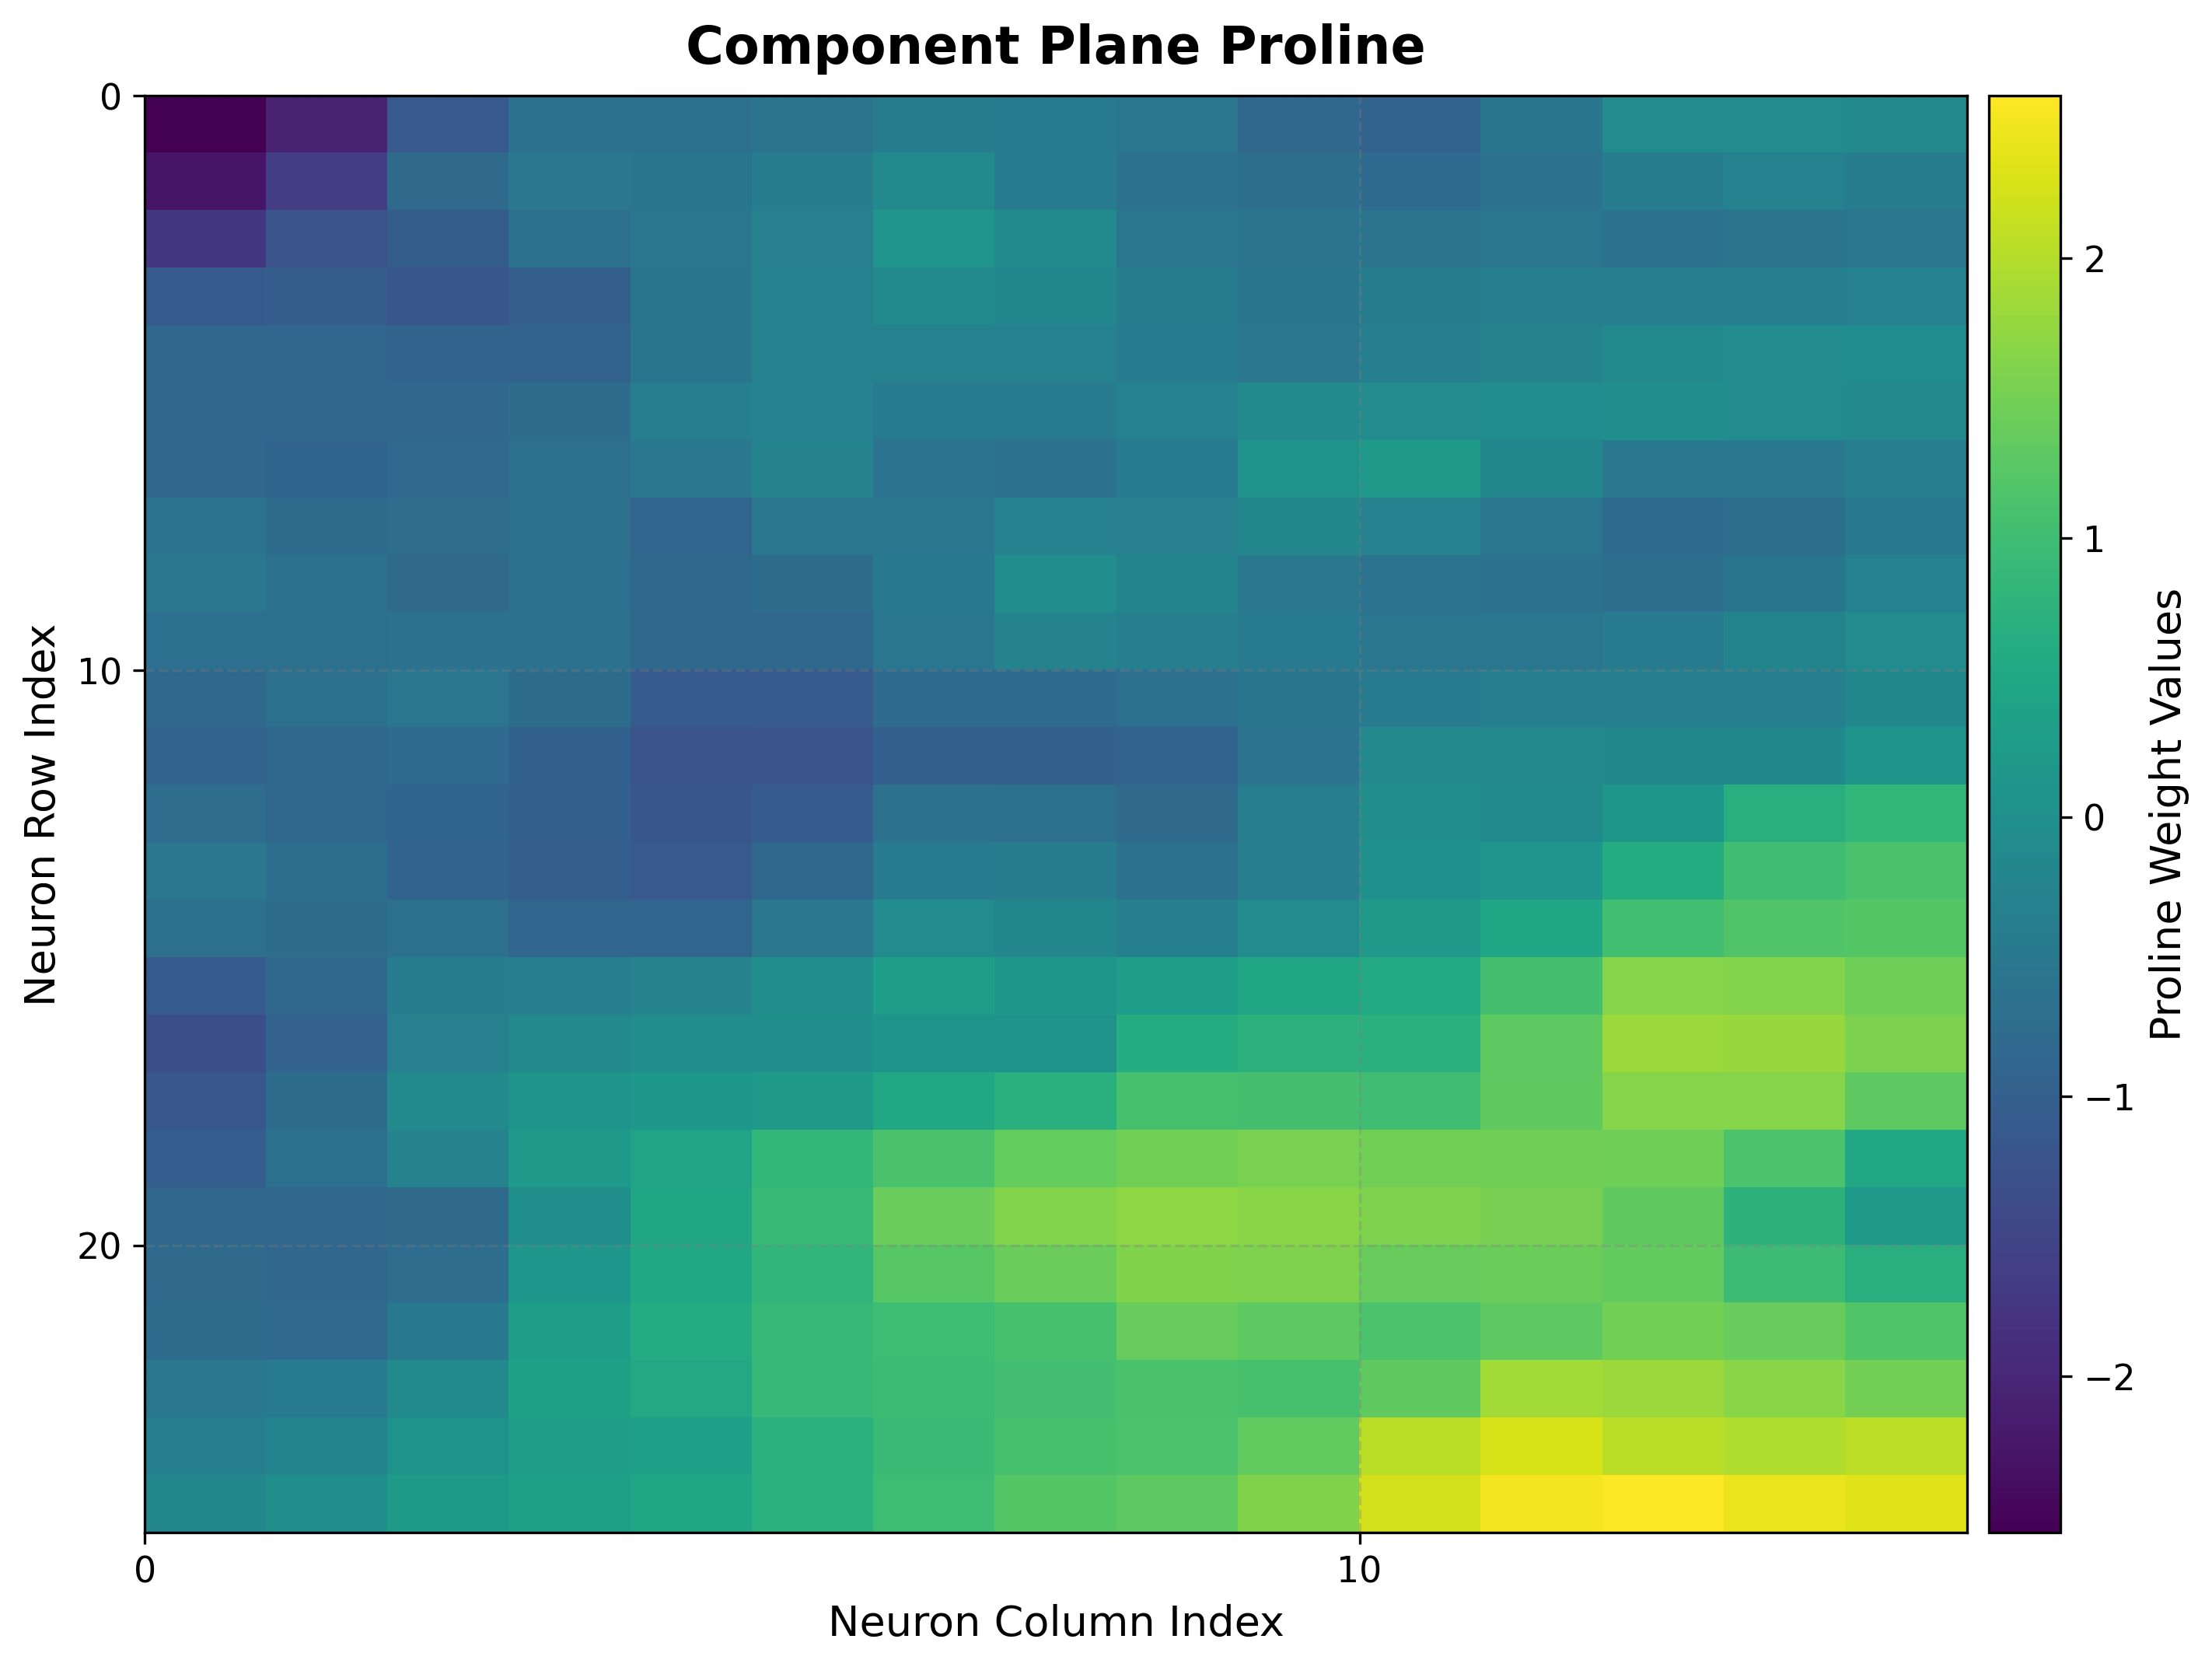 Component Plane Proline
0
10
20
Neuron Row Index
0
10
Neuron Column Index
2
1
0
−1
−2
Proline Weight Values